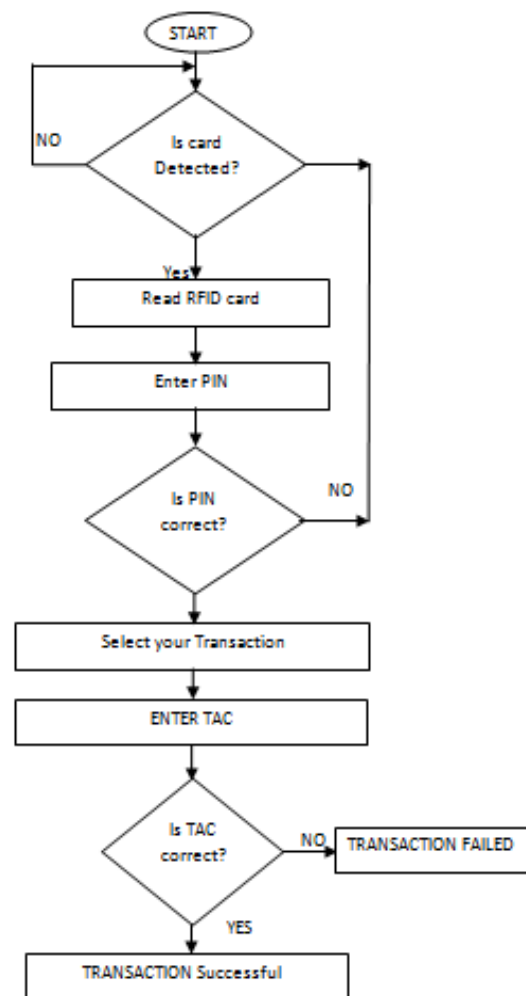 START
NO
Is card
Detected?
Yes
Read RFID card
Enter PIN
Is PIN
correct?
NO
Select your Transaction
ENTER TAC
Is TAC
correct?
NO
TRANSACTION FAILED
YES
TRANSACTION Successful